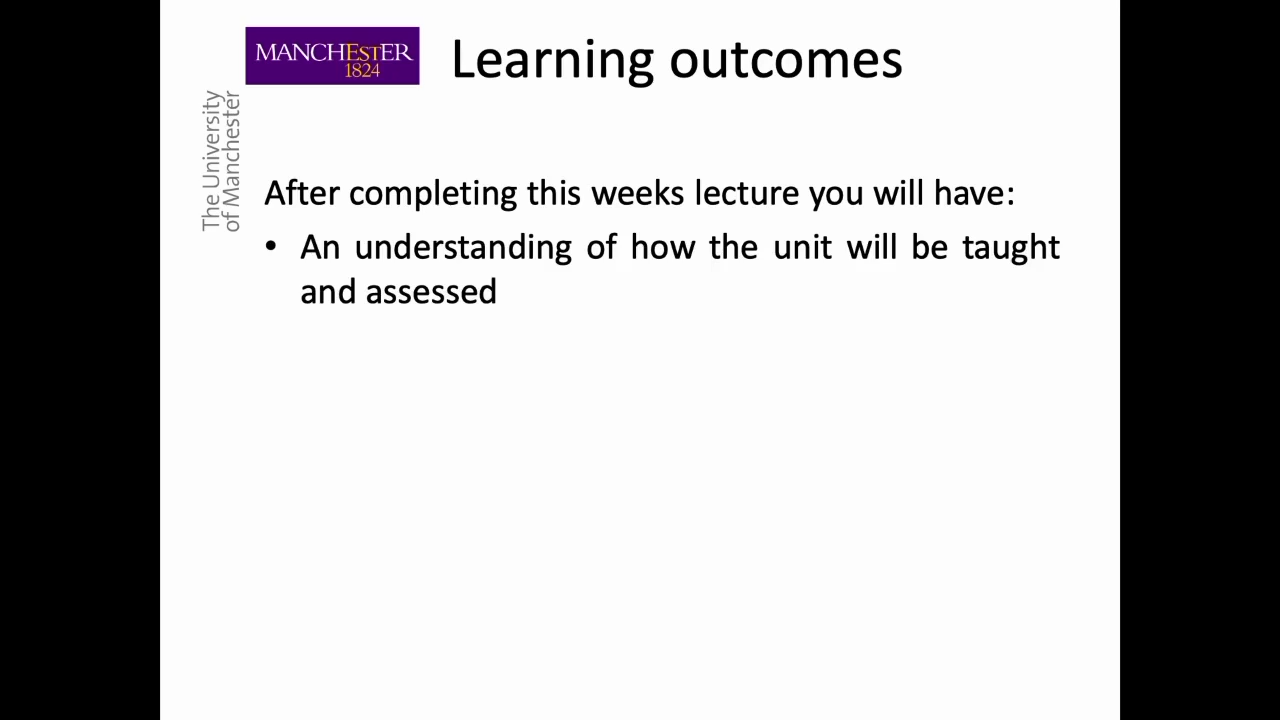 MANCHESTER
1824
The University
of Manchester
Learning outcomes
After completing this weeks lecture you will have:
• An understanding of how the unit will be taught
and assessed